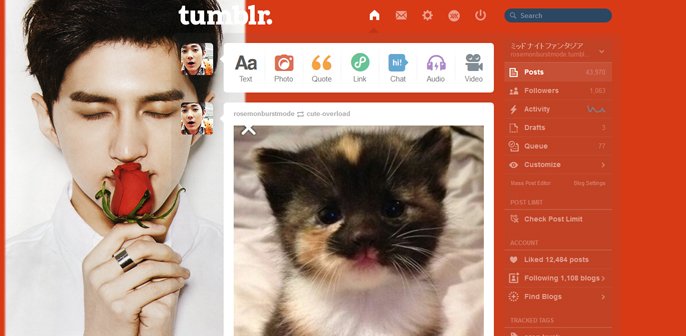 tumblr.
Search
Aa
hi!
Text
Photo
Quote
Link
Chat
Audio
Video
rosemonburstmode cute-overload
ミッドナイトファンタジア
rosemonburstmode.tumbl...
Posts 43,970
Followers 1,063
Activity
Drafts 3
Queue 77
Customize
Mass Post Editor
Blog Settings
POST LIMIT
Check Post Limit
ACCOUNT
Liked 12,484 posts
Following 1,108 blogs
Find Blogs
TRACKED TAGS